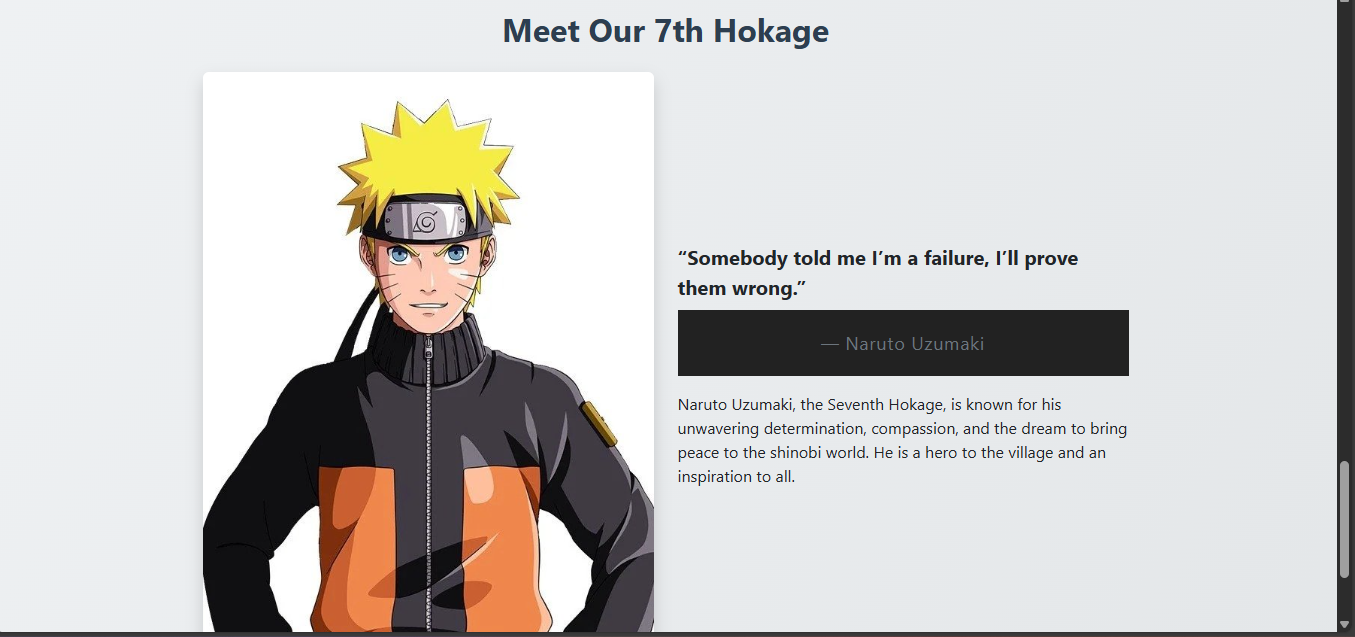 Meet Our 7th Hokage
“Somebody told me I’m a failure, I’ll prove
them wrong.”
— Naruto Uzumaki
Naruto Uzumaki, the Seventh Hokage, is known for his
unwavering determination, compassion, and the dream to bring
peace to the shinobi world. He is a hero to the village and an
inspiration to all.